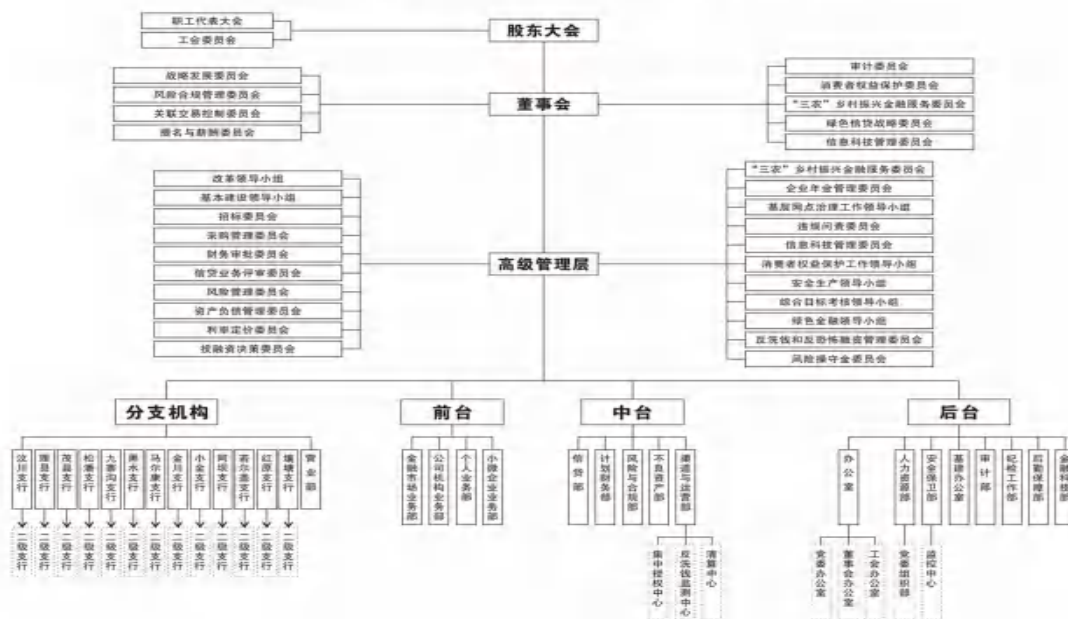 职工代表大会
工会委员会
股东大会
战略发展委员会
风险合规管理委员会
关联交易控制委员会
提名与薪酬委员会
董事会
审计委员会
消费者权益保护委员会
“三农”乡村振兴金融服务委员会
绿色信贷战略委员会
信息科技管理委员会
改革领导小组
基本建设领导小组
招标委员会
采购管理委员会
财务审批委员会
信贷业务评审委员会
风险管理委员会
资产负债管理委员会
利率定价委员会
投融资决策委员会
高级管理层
“三农”乡村振兴金融服务委员会
企业年金管理委员会
基层网点治理工作领导小组
违规问责委员会
信息科技管理委员会
消费者权益保护工作领导小组
安全生产领导小组
综合目标考核领导小组
绿色金融领导小组
反洗钱和反恐怖融资管理委员会
风险操守金委员会
分支机构
前台
中台
后台
汶川支行
理县支行
茂县支行
松潘支行
九寨沟支行
黑水支行
马尔康支行
金川支行
小金支行
阿坝支行
若尔盖支行
红原支行
壤塘支行
营业部
二级支行
二级支行
二级支行
二级支行
二级支行
二级支行
二级支行
二级支行
二级支行
二级支行
二级支行
二级支行
二级支行
金融市场业务部
公司机构业务部
个人业务部
小微企业业务部
信贷部
计划财务部
风险与合规部
不良资产部
渠道与运营部
集中授权中心
反洗钱监测中心
清算中心
办公室
人力资源部
安全保卫部
基建办公室
审计部
纪检工作部
后勤保障部
金融科技部
党委办公室
董事会办公室
工会办公室
党委组织部
监控中心